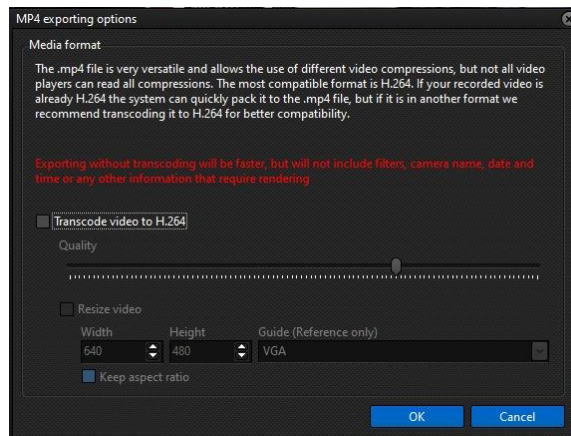 MP4 exporting options
Media format
The .mp4 file is very versatile and allows the use of different video compressions, but not all video
players can read all compressions. The most compatible format is H.264. If your recorded video is
already H.264 the system can quickly pack it to the .mp4 file, but if it is in another format we
recommend transcoding it to H.264 for better compatibility.
Exporting without transcoding will be faster, but will not include filters, camera name, date and
time or any other information that require rendering
Transcode video to H.264
Quality
Resize video
Width Height Guide (Reference only)
640 480 VGA
Keep aspect ratio
OK Cancel